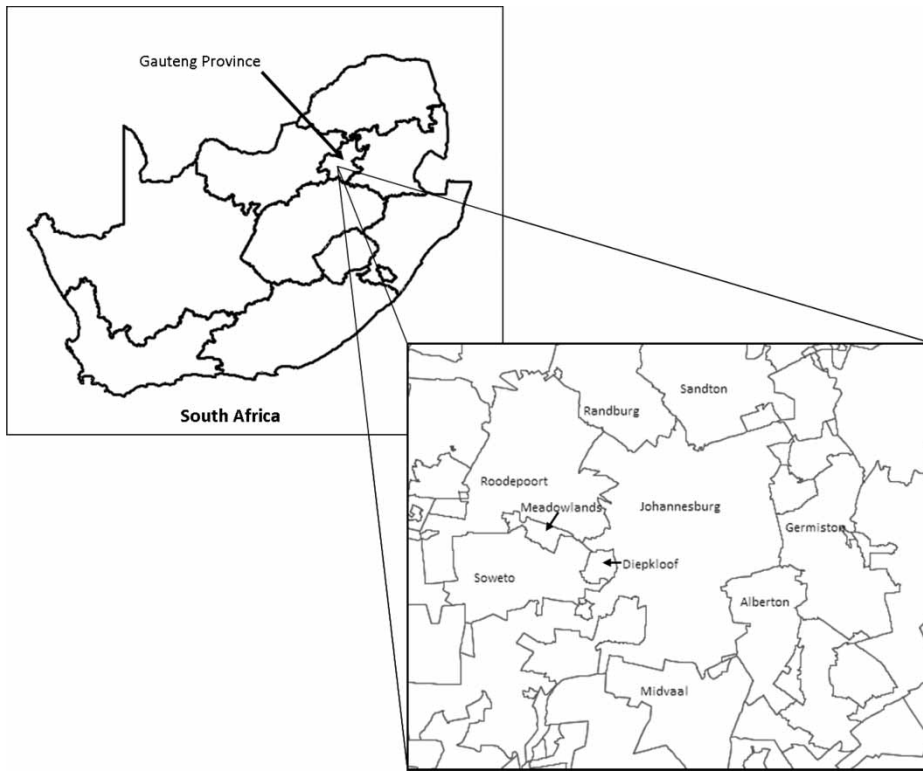 Gauteng Province
South Africa
Sandton
Randburg
Roodepoort
Meadowlands
Johannesburg
Germiston
Diepkloof
Soweto
Alberton
Midvaal